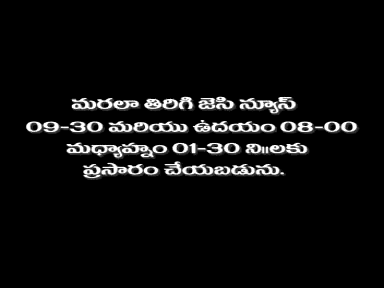 మరలా తిరిగి జెసి న్యూస్
09-30 మరియు ఉదయం 08-00
మధ్యాహ్నం 01-30 ని॥లకు
ప్రసారం చేయబడును.